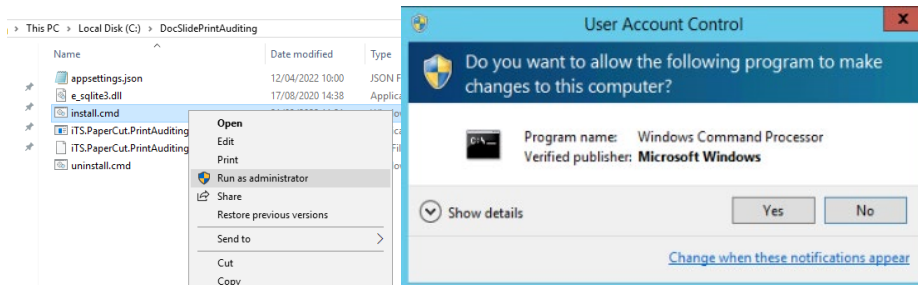 This PC > Local Disk (C:) > DocSlidePrintAuditing
Name Date modified Type
appsettings.json 12/04/2022 10:00 JSON F
e_sqlite3.dll 17/08/2020 14:38 Applica
install.cmd
iTS.PaperCut.PrintAuditing
iTS.PaperCut.PrintAuditing
uninstall.cmd
Open
Edit
Print
Run as administrator
Share
Restore previous versions
Send to
Cut
Copy
User Account Control
x
Do you want to allow the following program to make
changes to this computer?
C:\_
Program name: Windows Command Processor
Verified publisher: Microsoft Windows
Show details
Yes No
Change when these notifications appear